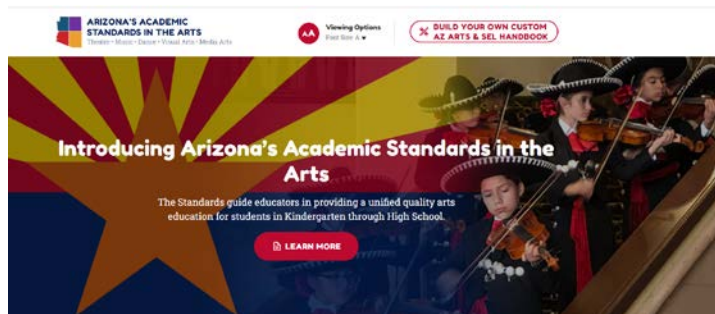 ARIZONA'S ACADEMIC
STANDARDS IN THE ARTS
Theater • Music • Dance • Visual Arts • Media Arts
AA
Viewing Options
Font Size A
BUILD YOUR OWN CUSTOM
AZ ARTS & SEL HANDBOOK
Introducing Arizona's Academic Standards in the
Arts
The Standards guide educators in providing a unified quality arts
education for students in Kindergarten through High School.
LEARN MORE